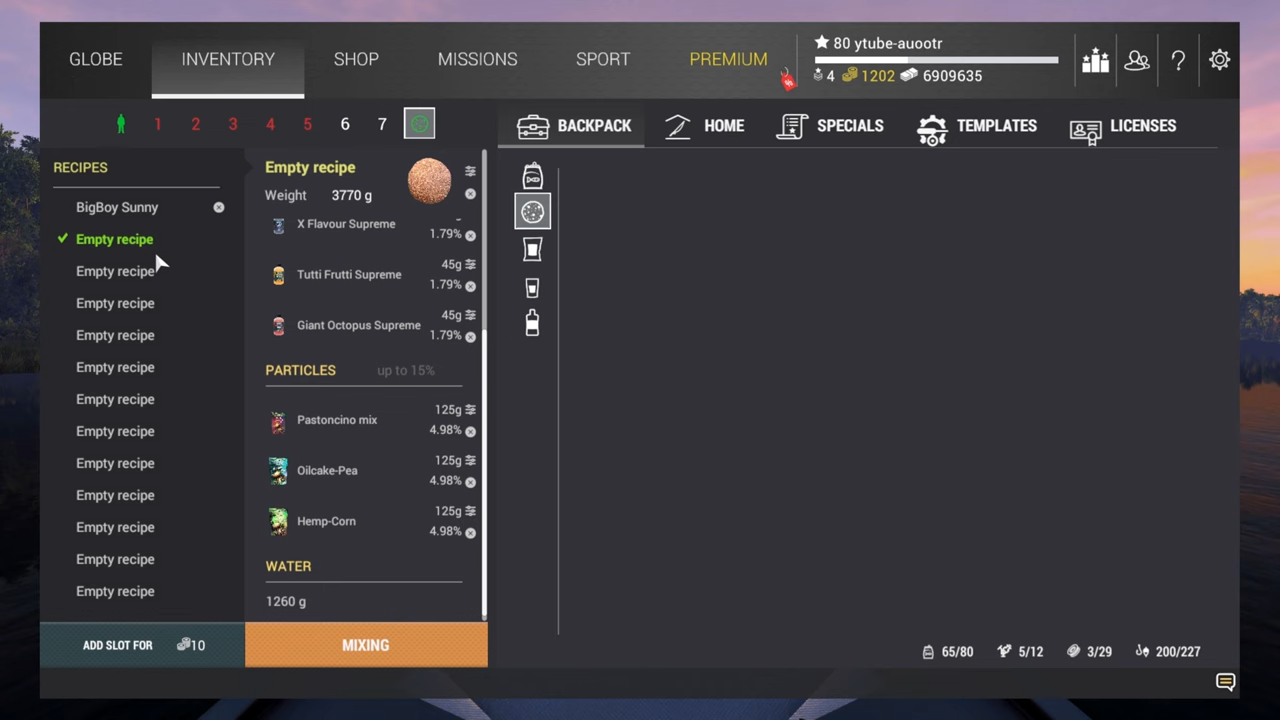 GLOBE INVENTORY SHOP MISSIONS SPORT PREMIUM
80 ytube-auootr
4 1202 6909635
1 2 3 4 5 6 7
BACKPACK HOME SPECIALS TEMPLATES LICENSES
RECIPES
BigBoy Sunny
Empty recipe
Empty recipe
Empty recipe
Empty recipe
Empty recipe
Empty recipe
Empty recipe
Empty recipe
Empty recipe
Empty recipe
Empty recipe
Empty recipe
ADD SLOT FOR 10
Empty recipe
Weight 3770 g
X Flavour Supreme
1.79%
45g
Tutti Frutti Supreme
1.79%
45g
Giant Octopus Supreme
1.79%
PARTICLES up to 15%
125g
Pastoncino mix
4.98%
125g
Oilcake-Pea
4.98%
125g
Hemp-Corn
4.98%
WATER
1260 g
MIXING
65/80 5/12 3/29 200/227